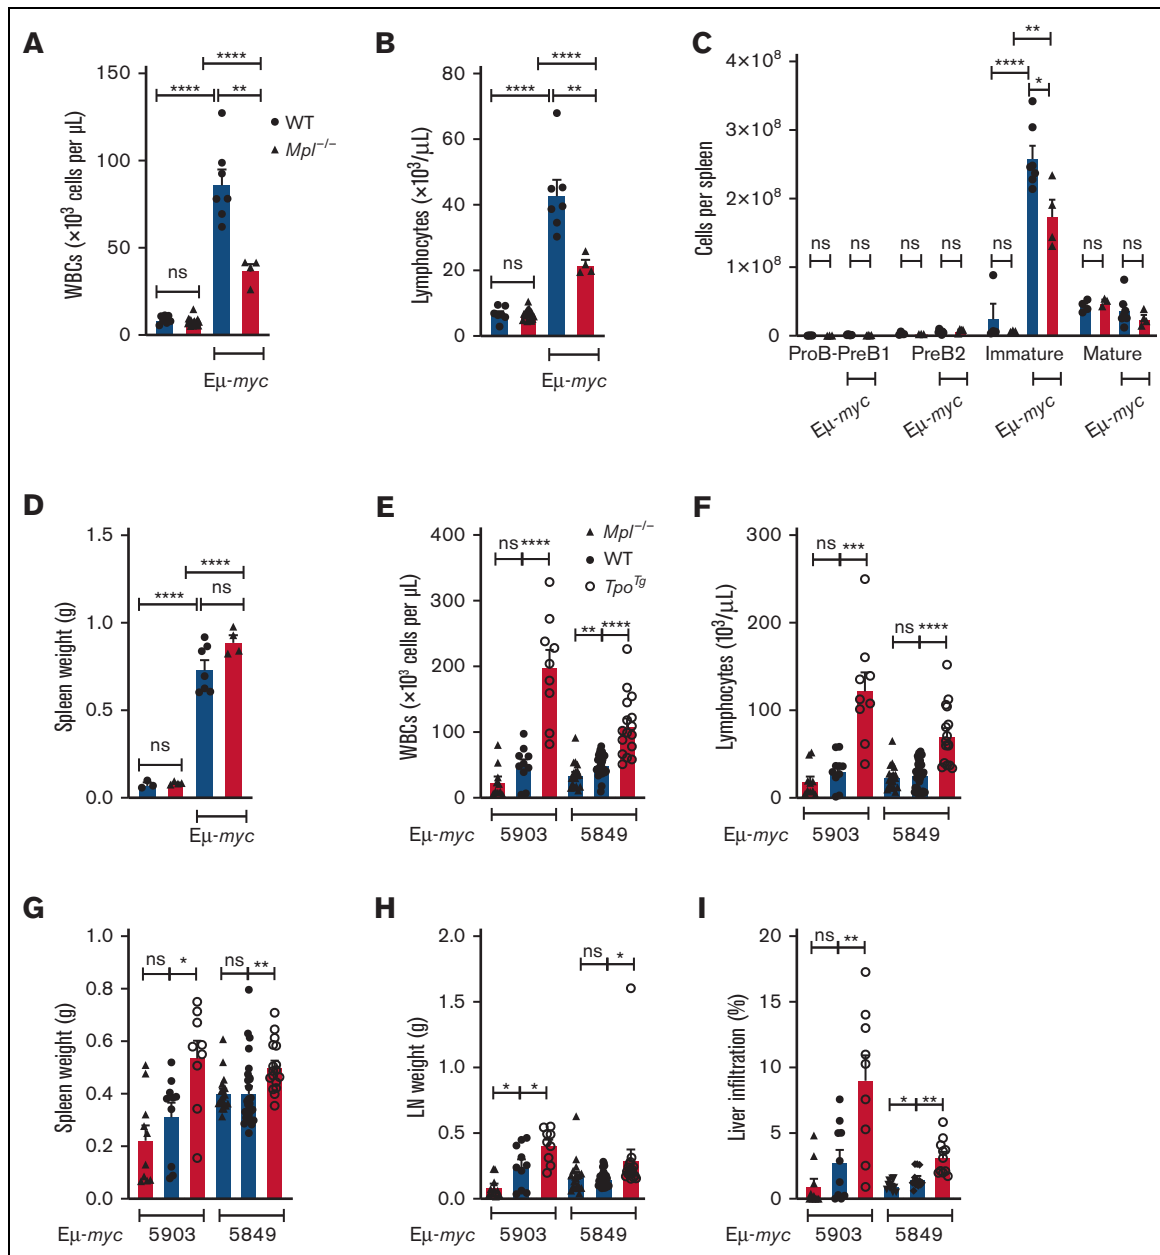 A
WBCs (×10³ cells per μL)
150
100
50
0
****
****
**
ns
WT
Mpl⁻/⁻
Eμ-myc
B
Lymphocytes (×10³/μL)
80
60
40
20
0
****
****
**
ns
Eμ-myc
C
Cells per spleen
4×10⁸
3×10⁸
2×10⁸
1×10⁸
0
**
****
*
ns ns ns ns ns ns ns
ProB-PreB1 PreB2 Immature Mature
Eμ-myc Eμ-myc Eμ-myc Eμ-myc
D
Spleen weight (g)
1.5
1.0
0.5
0.0
****
****
ns
ns
Eμ-myc
E
WBCs (×10³ cells per μL)
400
300
200
100
0
ns ****
** ****
Mpl⁻/⁻
WT
Tpoᵀᵍ
Eμ-myc 5903 5849
F
Lymphocytes (10³/μL)
300
200
100
0
ns ***
ns ****
Eμ-myc 5903 5849
G
Spleen weight (g)
1.0
0.8
0.6
0.4
0.2
0.0
ns * ns **
Eμ-myc 5903 5849
H
LN weight (g)
2.0
1.5
1.0
0.5
0.0
ns *
* *
Eμ-myc 5903 5849
I
Liver infiltration (%)
20
15
10
5
0
ns **
* **
Eμ-myc 5903 5849